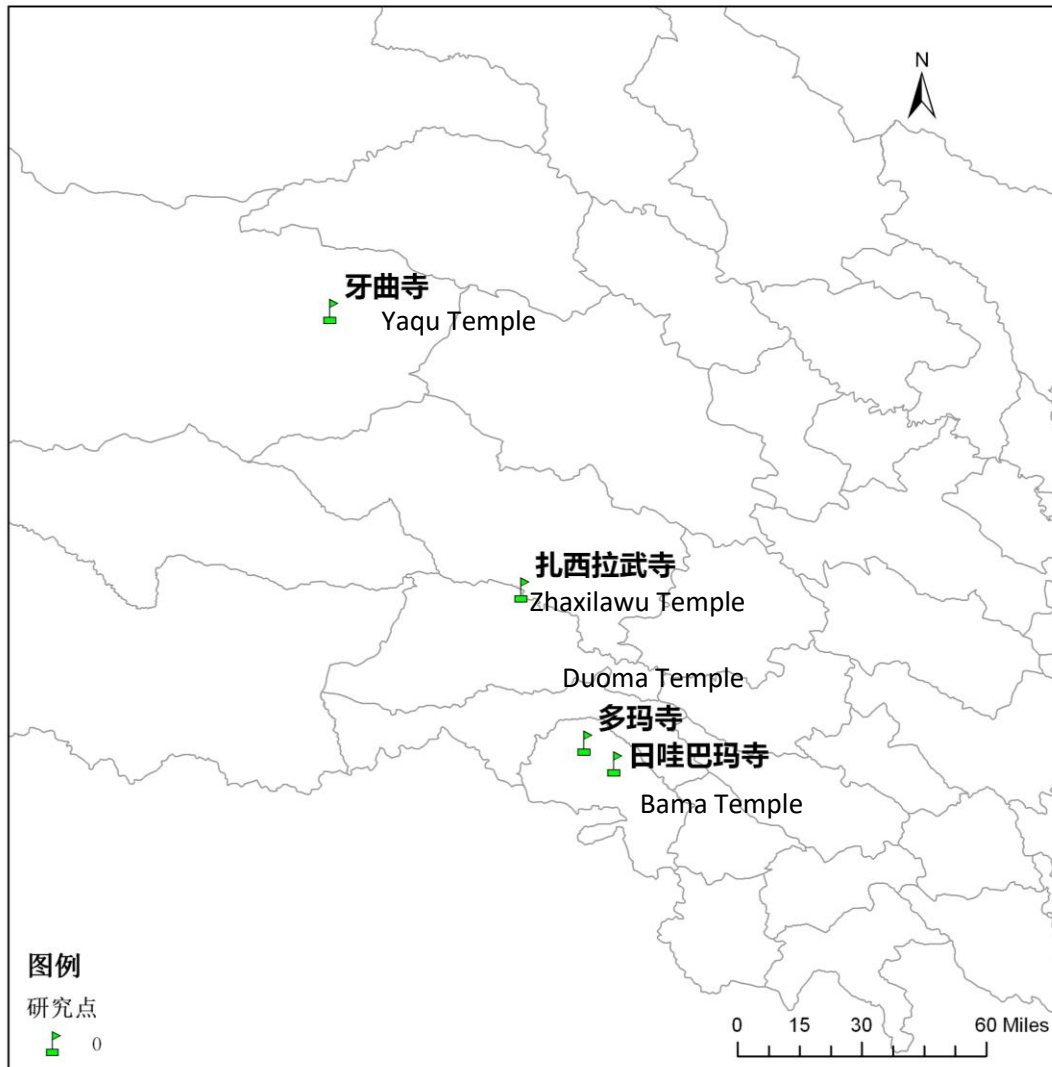 N
牙曲寺
Yaqu Temple
扎西拉武寺
Zhaxilawu Temple
Duoma Temple
多玛寺
日哇巴玛寺
Bama Temple
图例
研究点
0
0 15 30 60 Miles